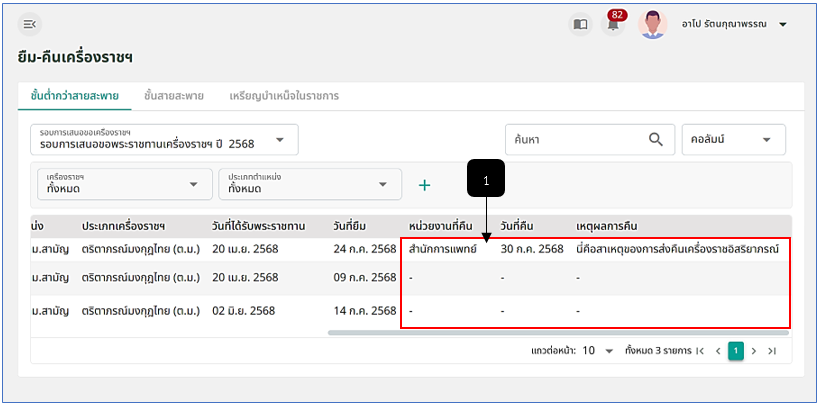 82
อาไป รัตนกุณาพรรณ
ยืม-คืนเครื่องราชฯ
ชั้นต่ำกว่าสายสะพาย ชั้นสายสะพาย เหรียญบำเหน็จในราชการ
รอบการเสนอขอเครื่องราชฯ
รอบการเสนอขอพระราชทานเครื่องราชฯ ปี 2568
ค้นหา
คอลัมน์
เครื่องราชฯ
ทั้งหมด
ประเภทตำแหน่ง
ทั้งหมด
+
1
น่ง ประเภทเครื่องราชฯ วันที่ได้รับพระราชทาน วันที่ยืม หน่วยงานที่คืน วันที่คืน เหตุผลการคืน
ม.สามัญ ตริตาภรณ์มงกุฎไทย (ต.ม.) 20 เม.ย. 2568 24 ก.ค. 2568 สำนักการแพทย์ 30 ก.ค. 2568 นี่คือสาเหตุของการส่งคืนเครื่องราชอิสริยาภรณ์
ม.สามัญ ตริตาภรณ์มงกุฎไทย (ต.ม.) 20 เม.ย. 2568 09 ก.ค. 2568 - - -
ม.สามัญ ตริตาภรณ์มงกุฎไทย (ต.ม.) 02 มิ.ย. 2568 14 ก.ค. 2568 - - -
แถวต่อหน้า: 10 ทั้งหมด 3 รายการ 1